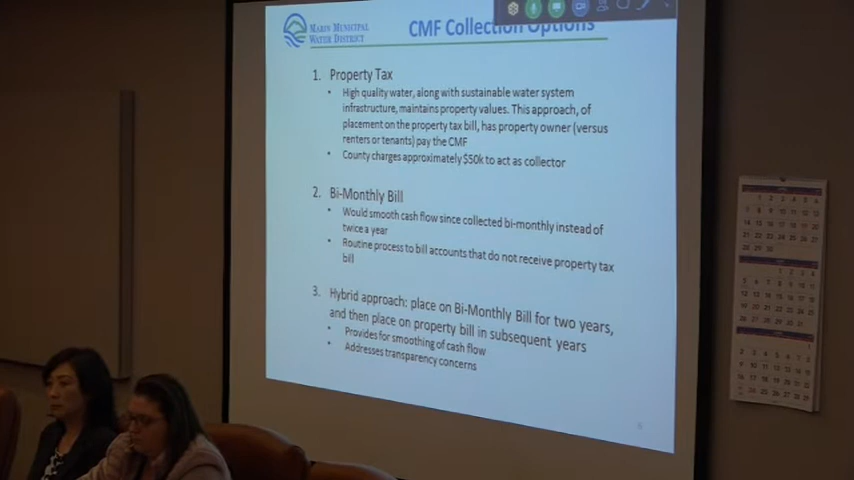 MARIN MUNICIPAL
WATER DISTRICT
CMF Collection Options
1. Property Tax
• High quality water, along with sustainable water system
infrastructure, maintains property values. This approach, of
placement on the property tax bill, has property owner (versus
renters or tenants) pay the CMF
• County charges approximately $50k to act as collector
2. Bi-Monthly Bill
• Would smooth cash flow since collected bi-monthly instead of
twice a year
• Routine process to bill accounts that do not receive property tax
bill
3. Hybrid approach: place on Bi-Monthly Bill for two years,
and then place on property bill in subsequent years
• Provides for smoothing of cash flow
• Addresses transparency concerns